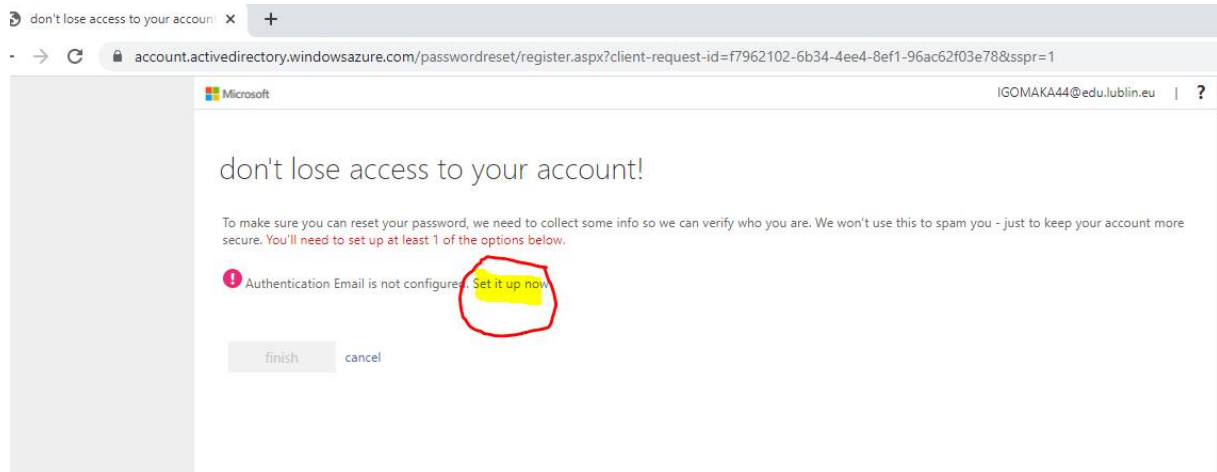 don't lose access to your accoun
account.activedirectory.windowsazure.com/passwordreset/register.aspx?client-request-id=f7962102-6b34-4ee4-8ef1-96ac62f03e78&sspr=1
Microsoft IGOMAKA44@edu.lublin.eu | ?
don't lose access to your account!
To make sure you can reset your password, we need to collect some info so we can verify who you are. We won't use this to spam you - just to keep your account more
secure. You'll need to set up at least 1 of the options below.
! Authentication Email is not configured. Set it up now
finish cancel